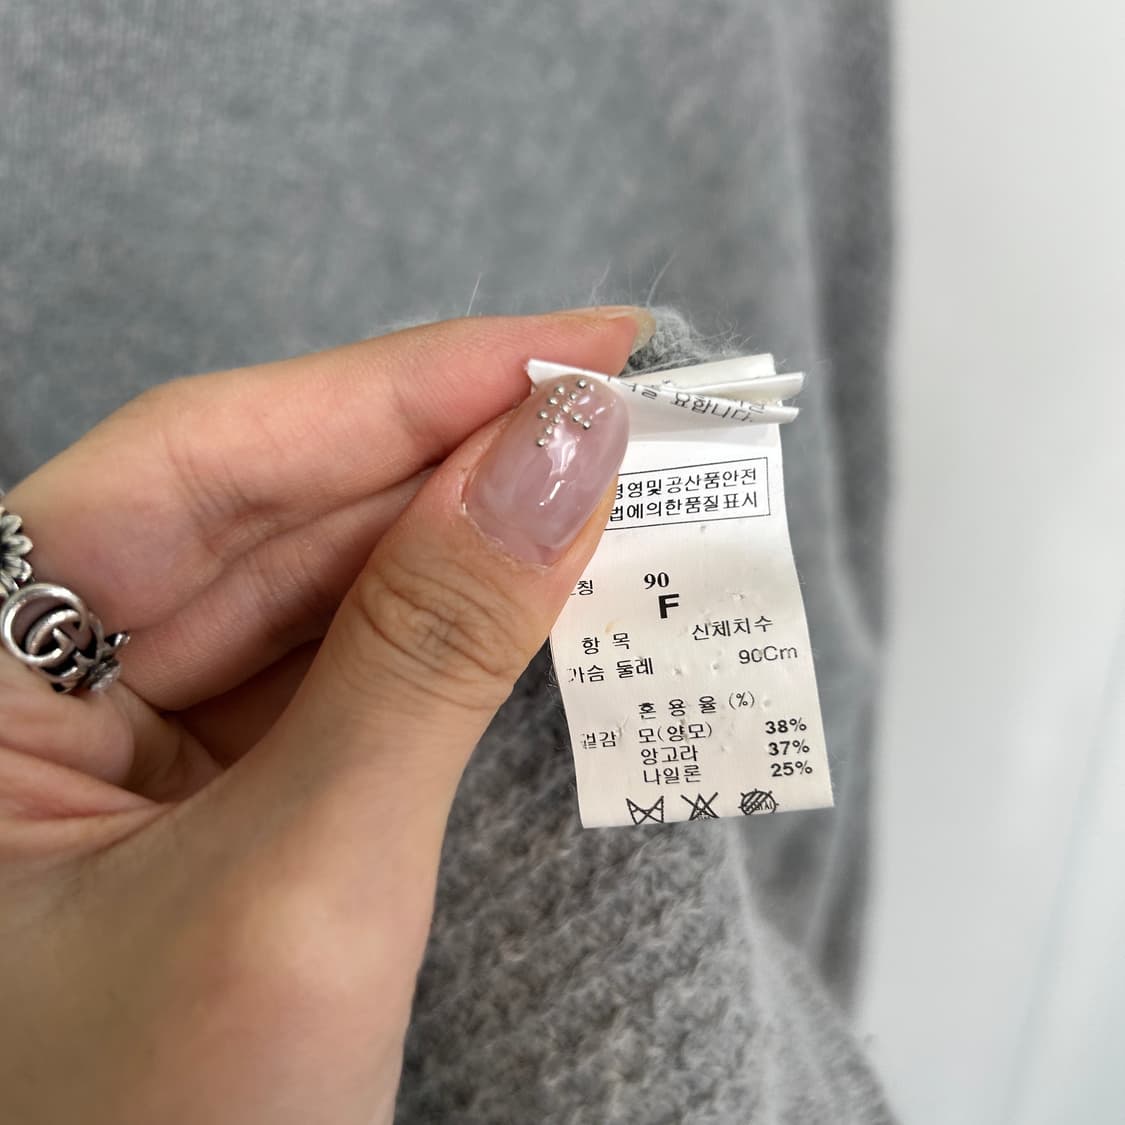 요합니다.
영및공산품안전
법에의한품질표시
칭 90
F
항 목 신체치수
가슴 둘레 90Cm
혼 용 율 (%)
겉감 모(양모) 38%
앙고라 37%
나일론 25%